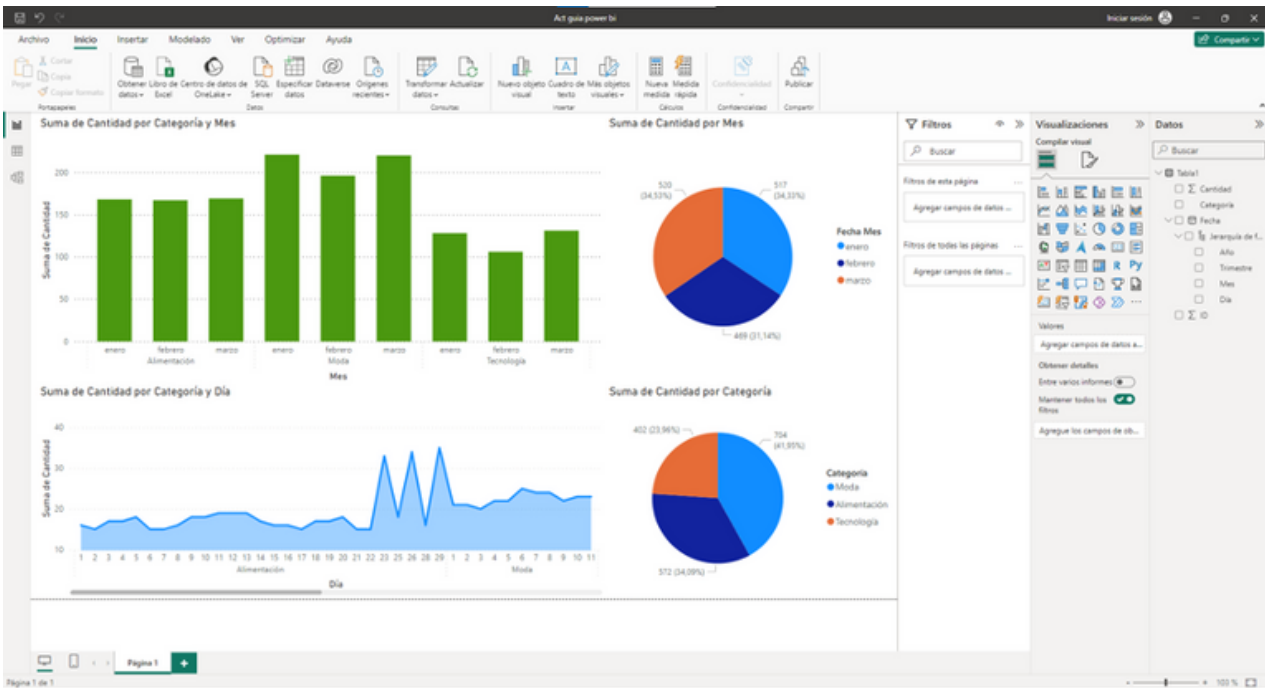 Act guia power bi
Iniciar sesión
Archivo Inicio Insertar Modelado Ver Optimizar Ayuda
Compartir
Pegar
Cortar
Copia
Copiar formato
Portapapeles
Obtener datos
Libro de Excel
Centro de datos de OneLake
SQL Server
Especificar datos
Dataverse
Orígenes recientes
Datos
Transformar datos
Actualizar
Consultas
Nuevo objeto visual
Cuadro de texto
Más objetos visuales
Insertar
Nueva medida
Medida rápida
Cálculos
Confidencialidad
Confidencialidad
Publicar
Compartir
Suma de Cantidad por Categoría y Mes
Suma de Cantidad
200
150
100
50
0
enero febrero marzo enero febrero marzo enero febrero marzo
Alimentación Moda Tecnología
Mes
Suma de Cantidad por Mes
520 (34,53%)
517 (34,33%)
469 (31,14%)
Fecha Mes
enero
febrero
marzo
Suma de Cantidad por Categoría y Día
Suma de Cantidad
40
30
20
10
1 2 3 4 5 6 7 8 9 10 11 12 13 14 15 16 17 18 19 20 21 22 23 25 26 28 29 1 2 3 4 5 6 7 8 9 10 11
Alimentación Moda
Día
Suma de Cantidad por Categoría
402 (23,96%)
704 (41,95%)
572 (34,09%)
Categoría
Moda
Alimentación
Tecnología
Filtros
Buscar
Filtros de esta página ...
Agregar campos de datos ...
Filtros de todas las páginas ...
Agregar campos de datos ...
Visualizaciones
Compilar visual
R Py
Valores
Agregar campos de datos a...
Obtener detalles
Entre varios informes
Mantener todos los filtros
Agregue los campos de ob...
Datos
Buscar
Tabla1
Cantidad
Categoría
Fecha
Jerarquía de f...
Año
Trimestre
Mes
Día
ID
Página 1
Página 1 de 1
103 %